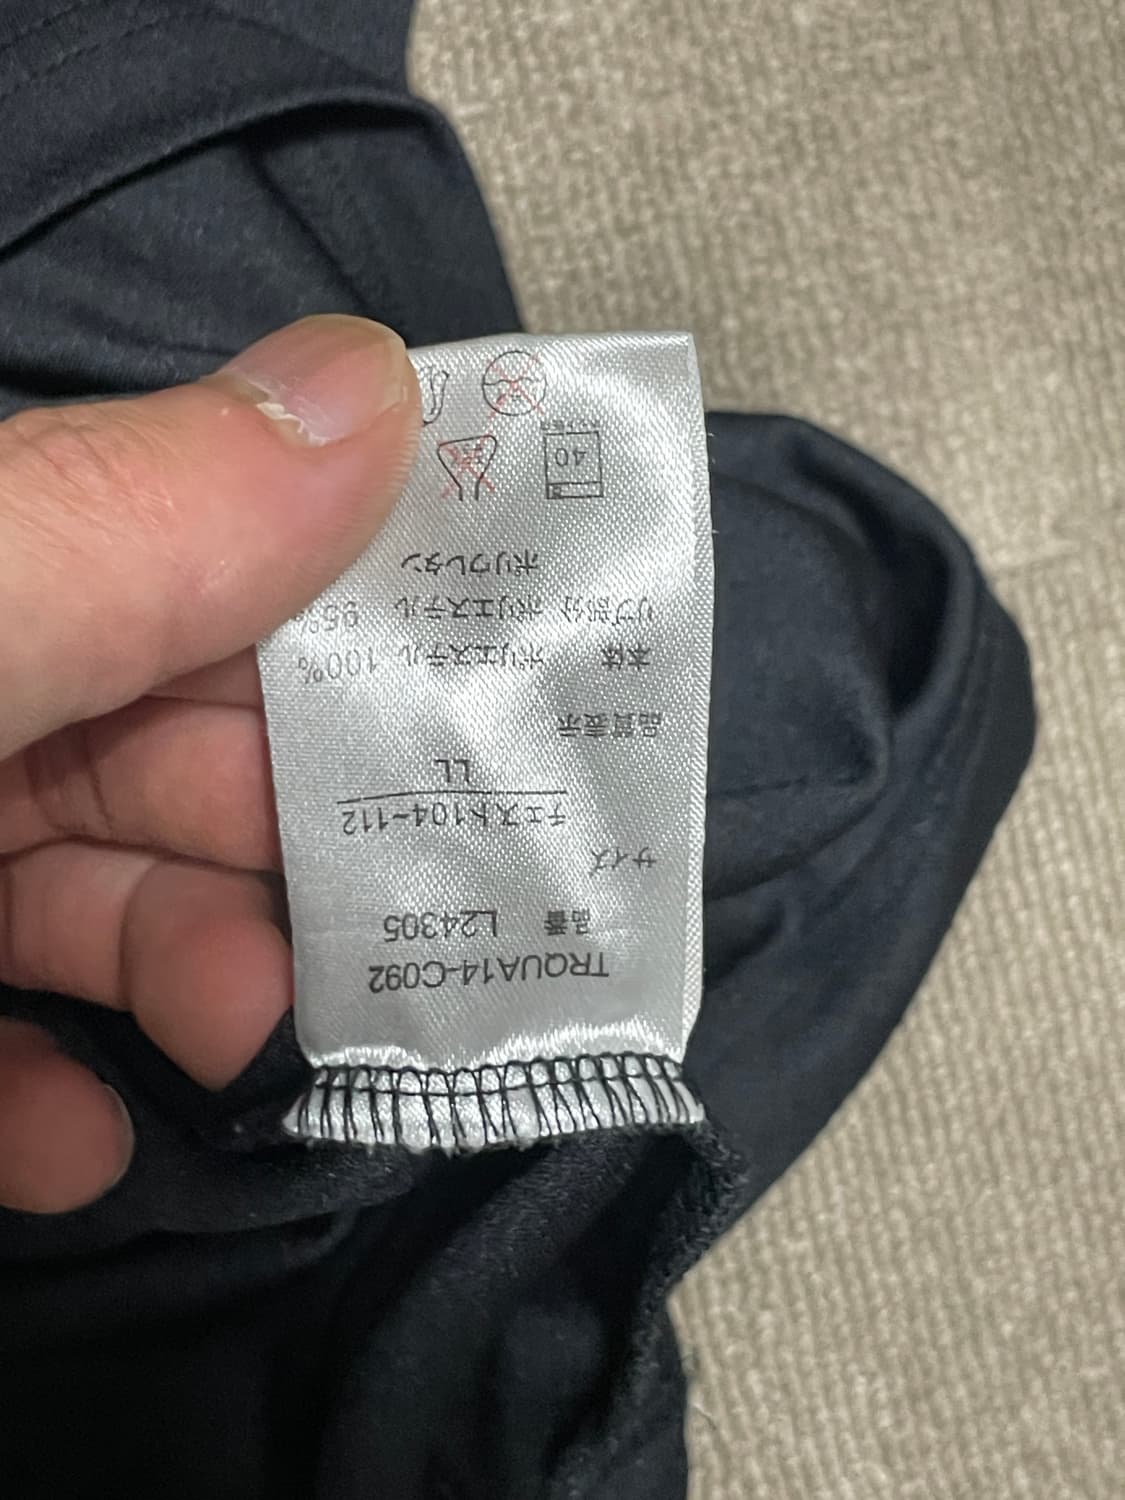 TRQUA14-C092
品番 L24305
サイズ
チェスト104~112
LL
品質表示
本体 ポリエステル 100%
リブ部分 ポリエステル 95%
ポリウレタン
40